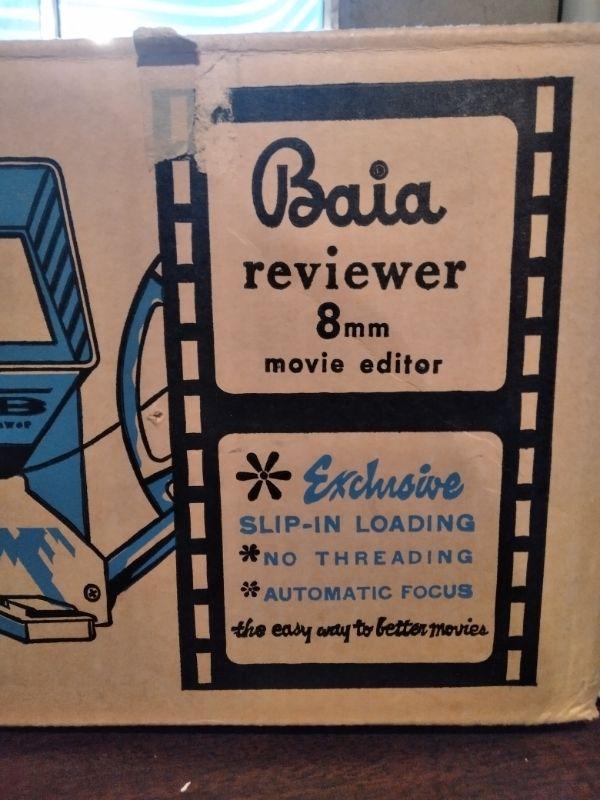 Baia
reviewer
8mm
movie editor
* Exclusive
SLIP-IN LOADING
* NO THREADING
* AUTOMATIC FOCUS
the easy way to better movies
B